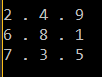 2 . 4 . 9
6 . 8 . 1
7 . 3 . 5